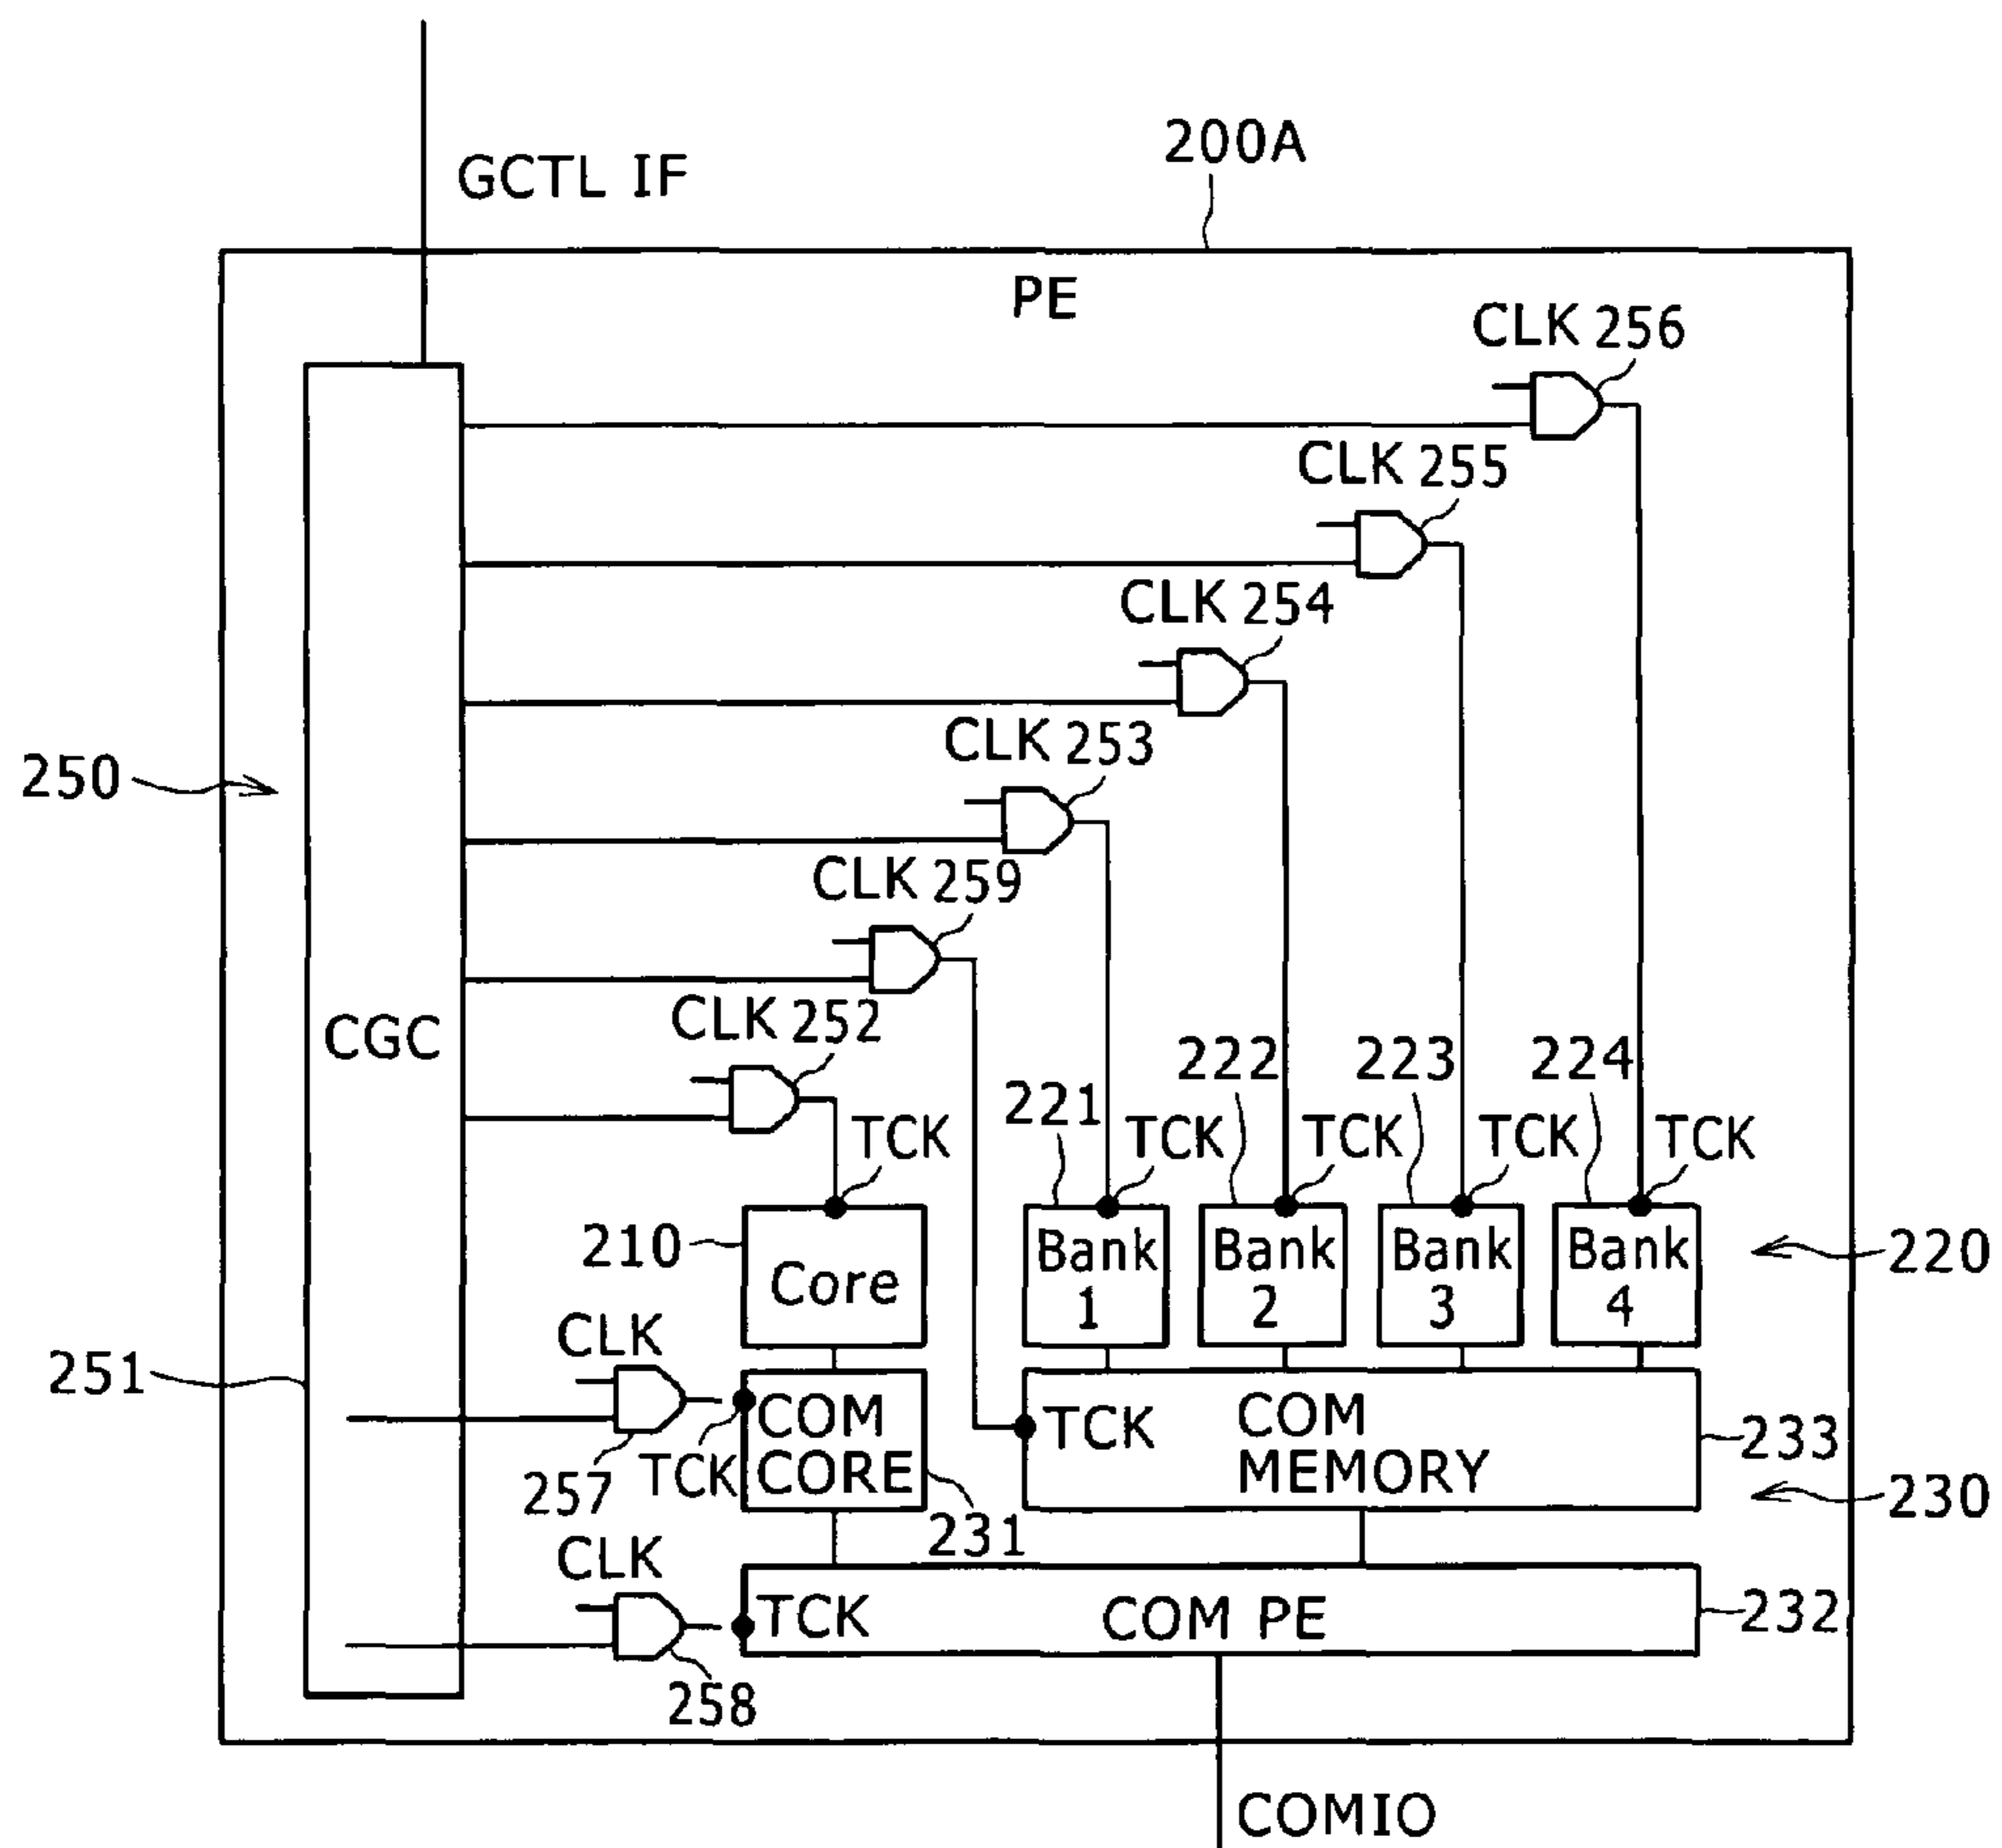 GCTL IF
200A
PE
CLK 256
CLK 255
CLK 254
CLK 253
250
CLK 259
CLK 252
CGC
222
223
224
221
TCK
TCK
TCK
TCK
TCK
210
Core
Bank
1
Bank
2
Bank
3
Bank
4
220
CLK
251
COM
CORE
TCK
TCK
COM
MEMORY
233
257
230
231
CLK
TCK
COM PE
232
258
COMIO